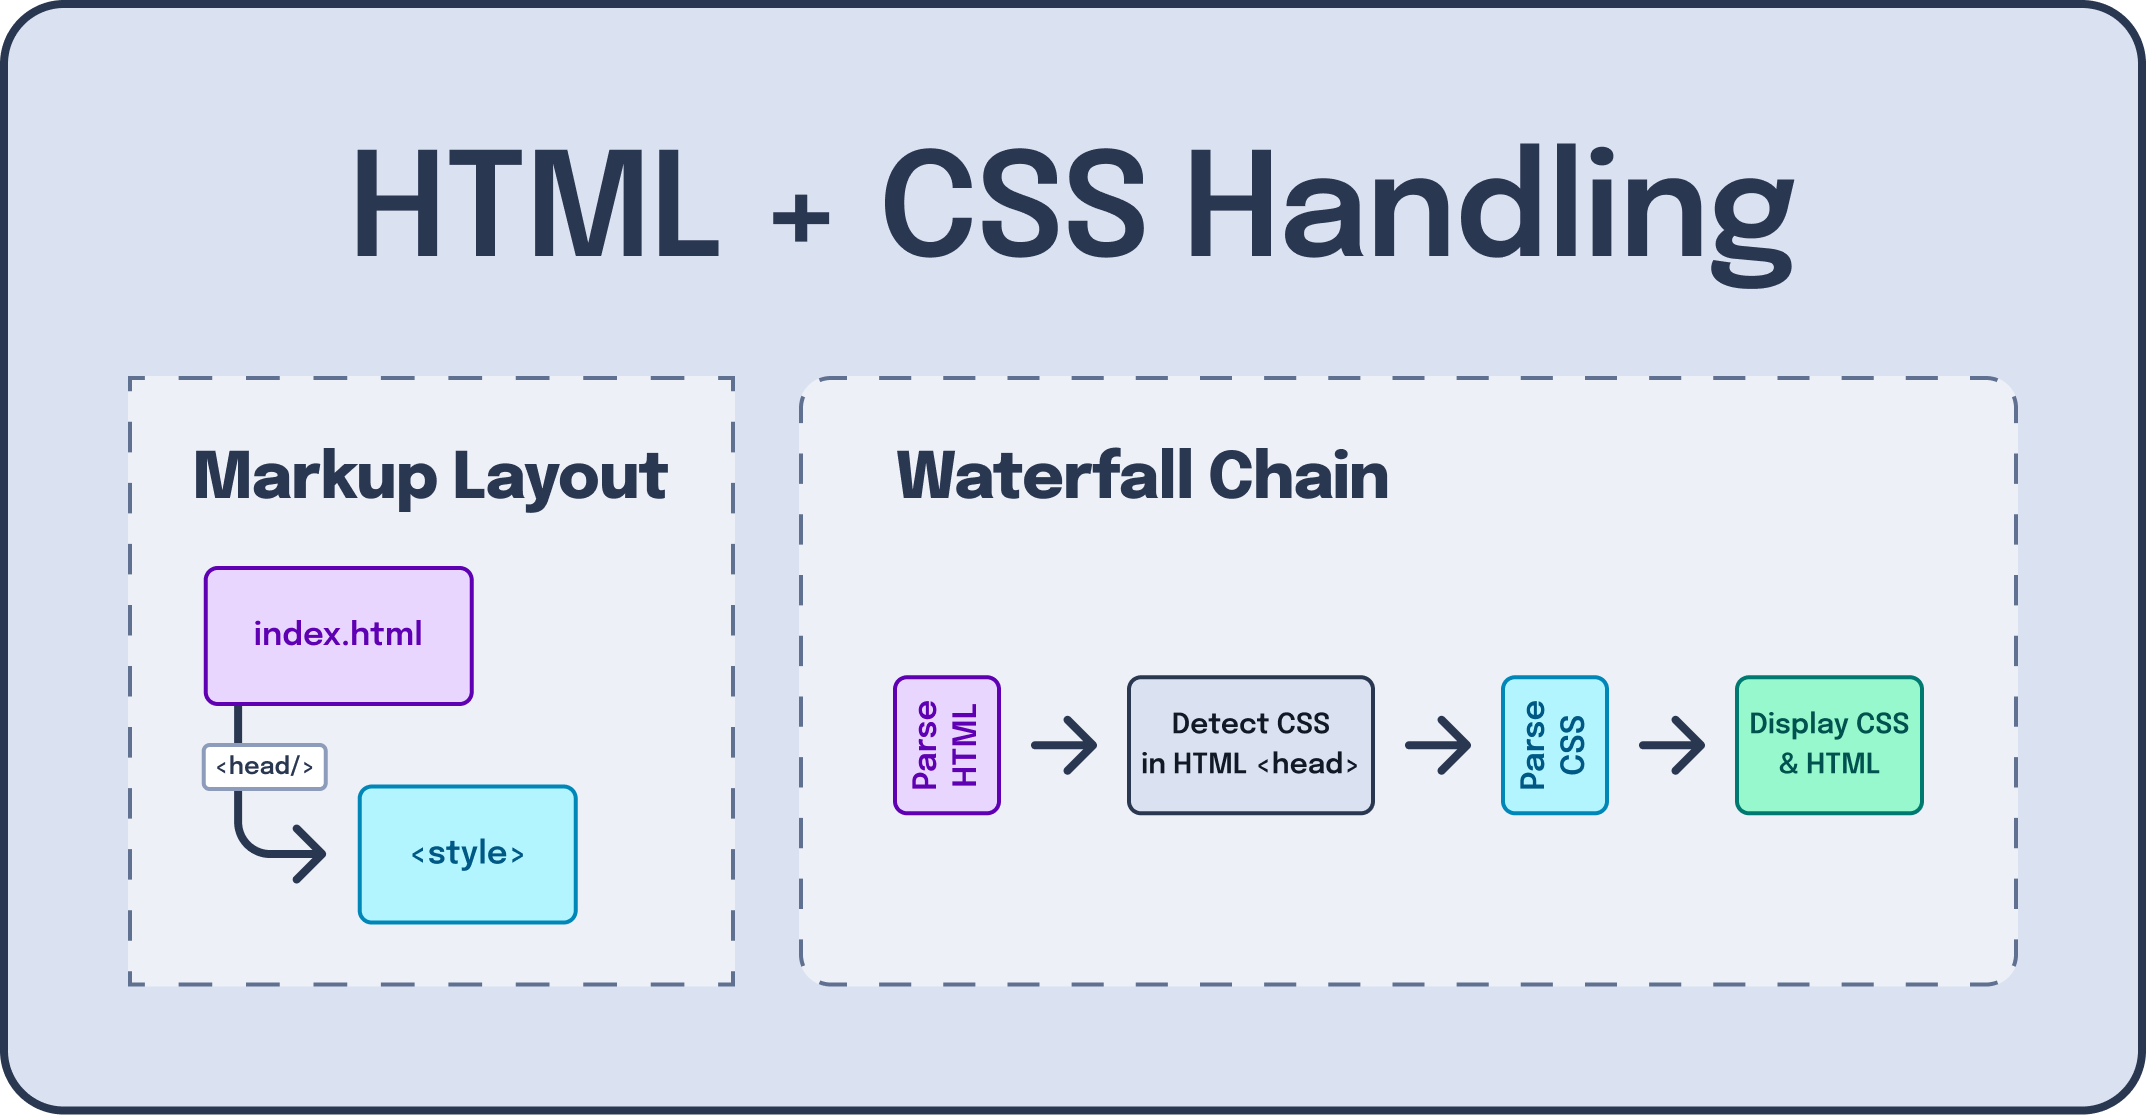 HTML + CSS Handling
Markup Layout
index.html
<head/>
<style>
Waterfall Chain
Parse
HTML
Detect CSS
in HTML <head>
Parse
CSS
Display CSS
& HTML